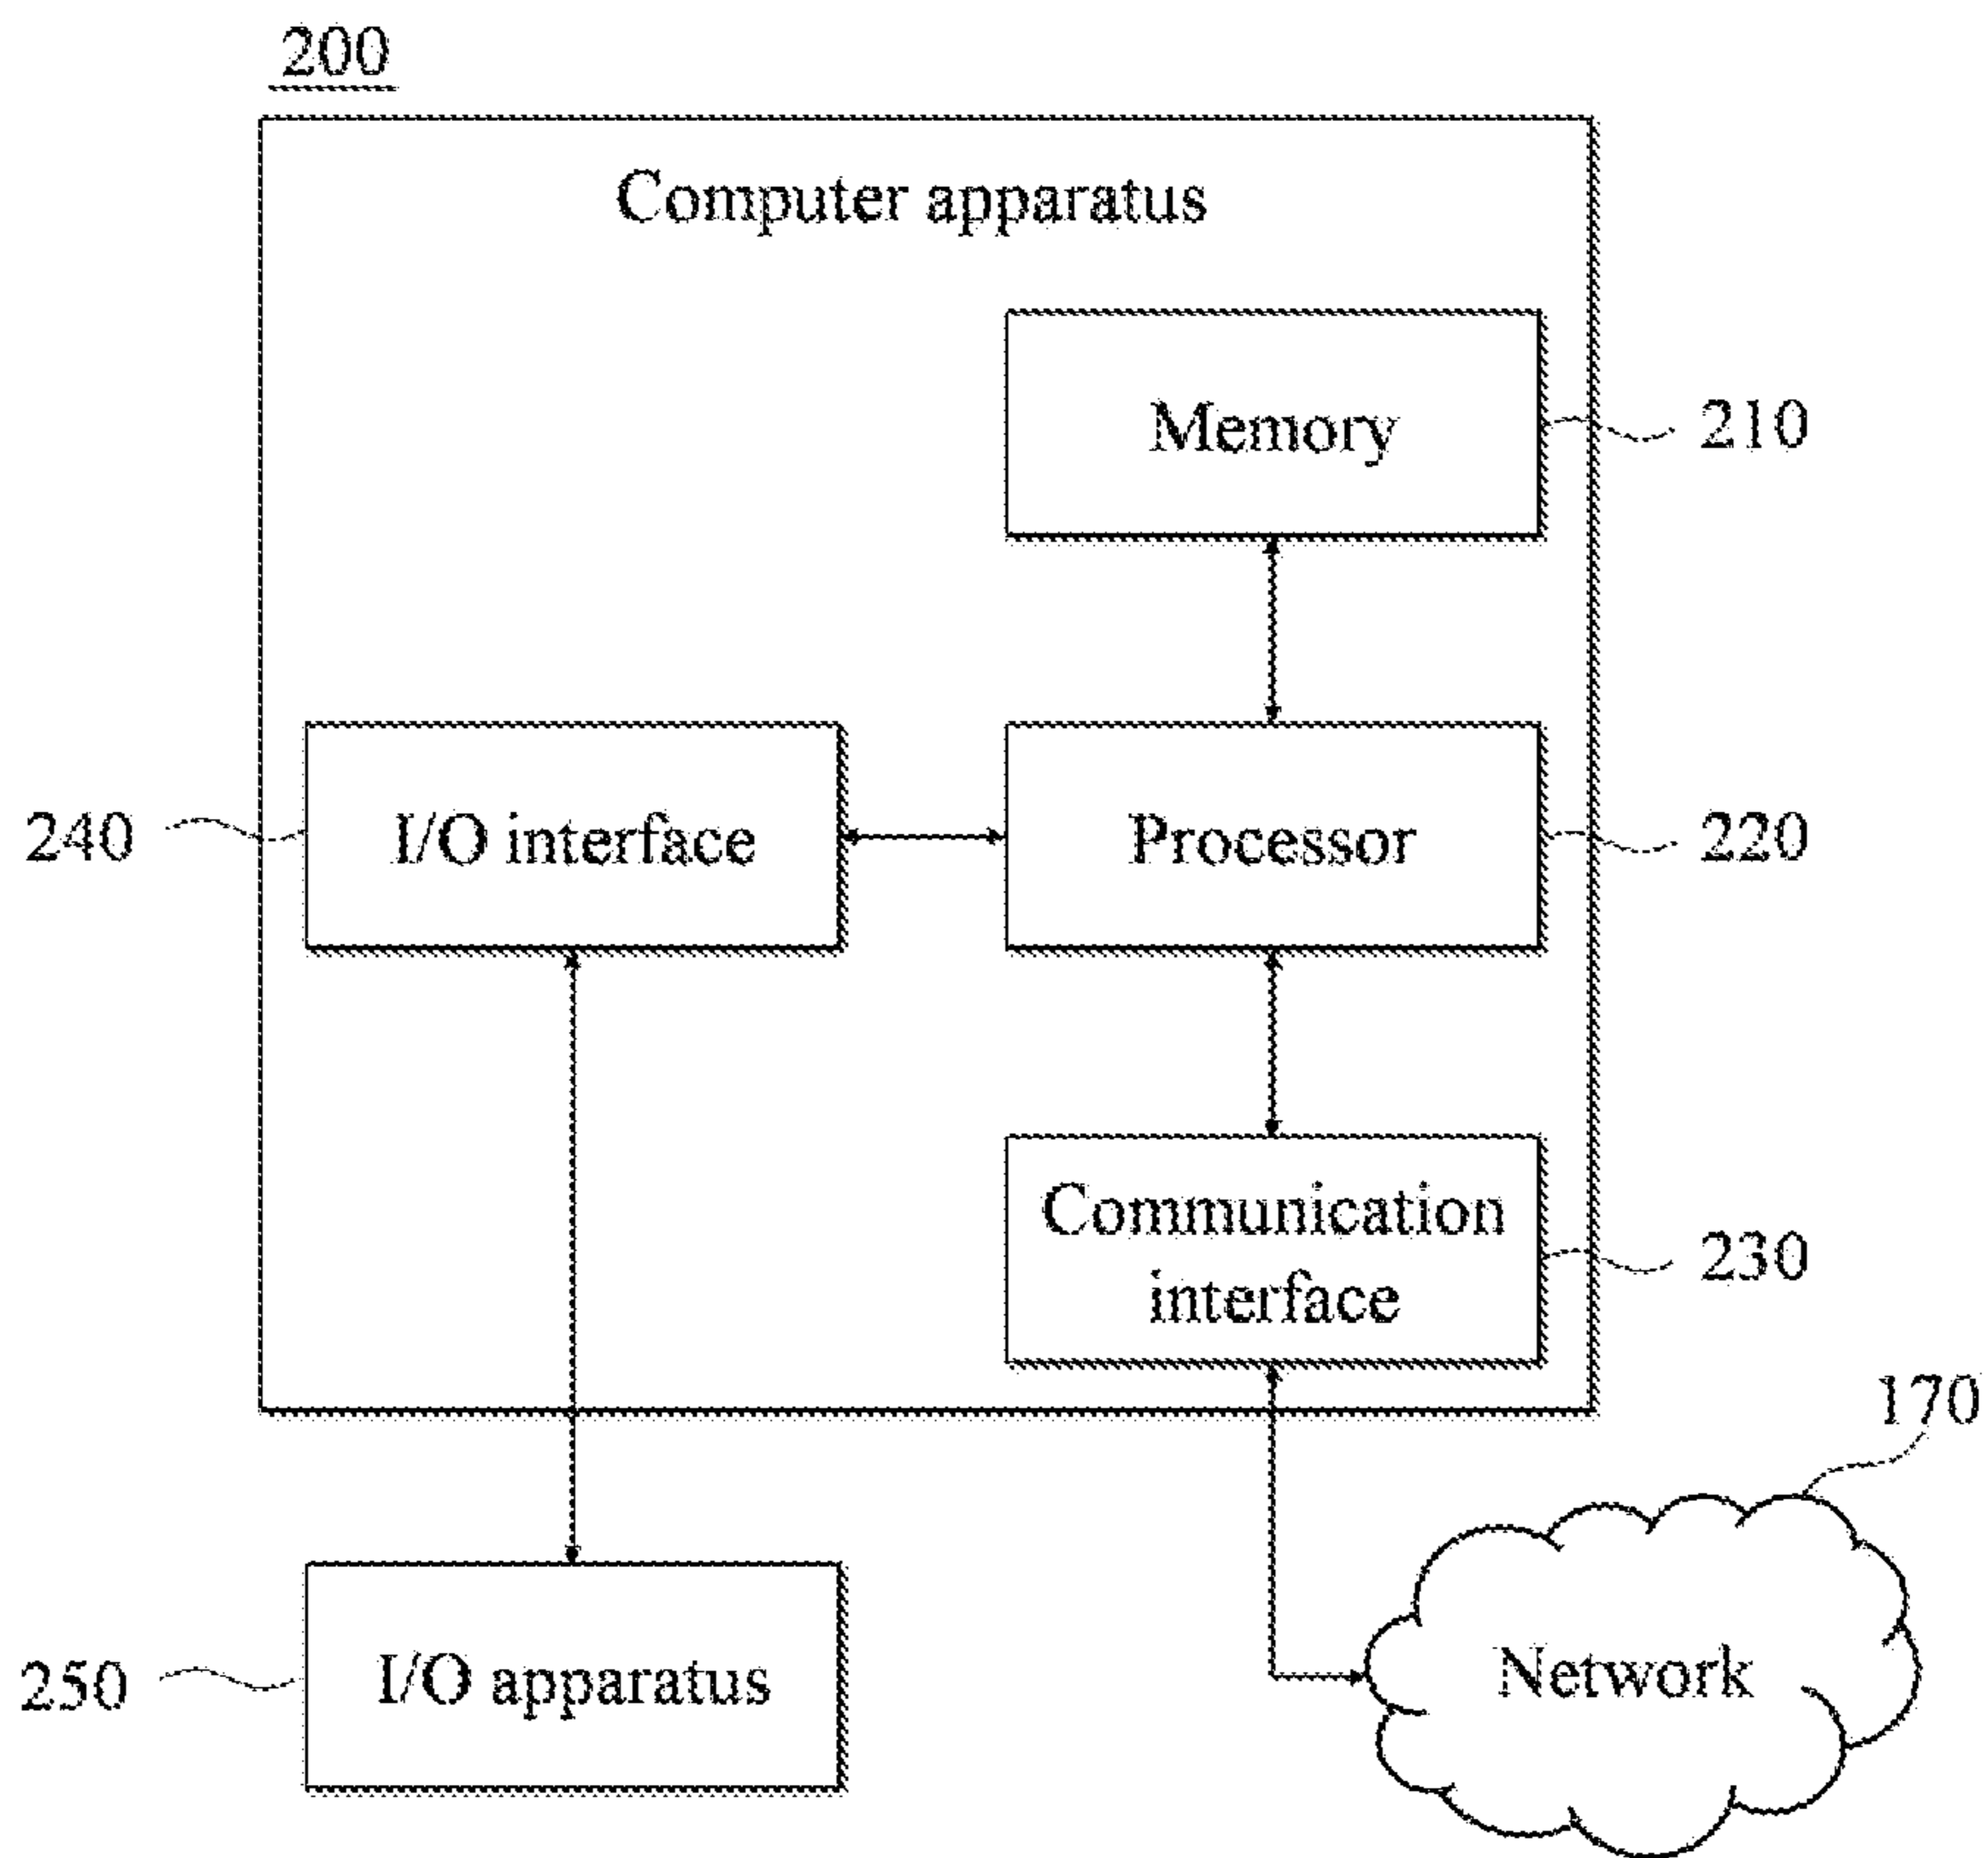 200
Computer apparatus
Memory
210
240
I/O interface
Processor
220
Communication
interface
230
170
250
I/O apparatus
Network